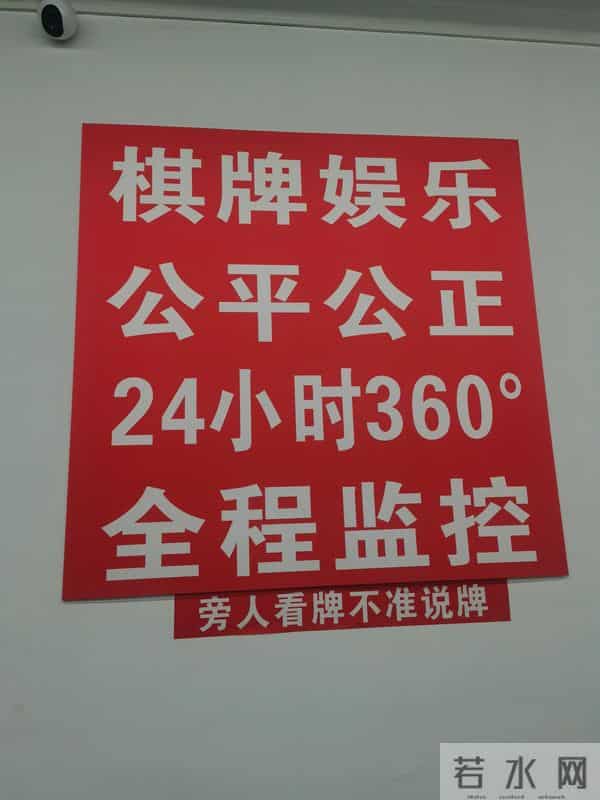 棋牌娱乐
公平公正
24小时360°
全程监控
旁人看牌不准说牌
若水网